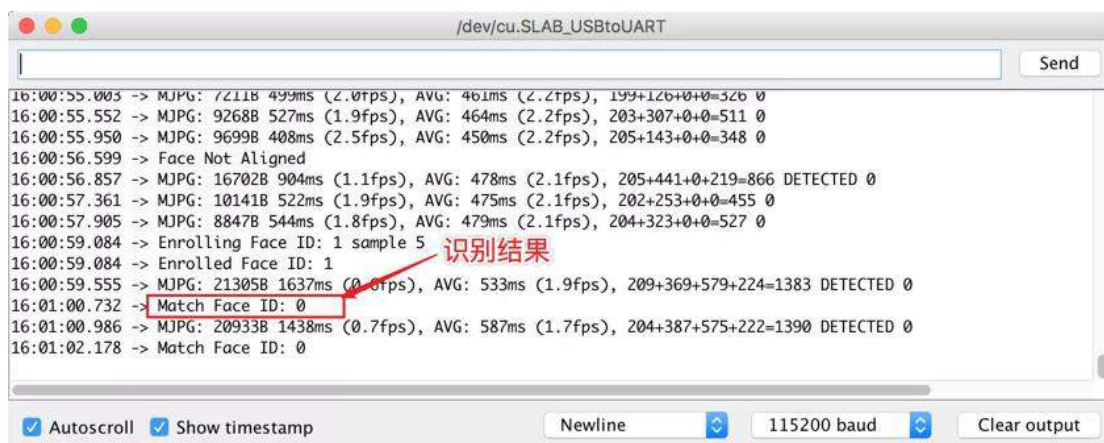 /dev/cu.SLAB_USBtoUART
Send
16:00:55.003 -> MJPG: 7211B 499ms (2.0fps), AVG: 461ms (2.2fps), 199+126+0+0=326 0
16:00:55.552 -> MJPG: 9268B 527ms (1.9fps), AVG: 464ms (2.2fps), 203+307+0+0=511 0
16:00:55.950 -> MJPG: 9699B 408ms (2.5fps), AVG: 450ms (2.2fps), 205+143+0+0=348 0
16:00:56.599 -> Face Not Aligned
16:00:56.857 -> MJPG: 16702B 904ms (1.1fps), AVG: 478ms (2.1fps), 205+441+0+219=866 DETECTED 0
16:00:57.361 -> MJPG: 10141B 522ms (1.9fps), AVG: 475ms (2.1fps), 202+253+0+0=455 0
16:00:57.905 -> MJPG: 8847B 544ms (1.8fps), AVG: 479ms (2.1fps), 204+323+0+0=527 0
16:00:59.084 -> Enrolling Face ID: 1 sample 5
识别结果
16:00:59.084 -> Enrolled Face ID: 1
16:00:59.555 -> MJPG: 21305B 1637ms (0.6fps), AVG: 533ms (1.9fps), 209+369+579+224=1383 DETECTED 0
16:01:00.732 -> Match Face ID: 0
16:01:00.986 -> MJPG: 20933B 1438ms (0.7fps), AVG: 587ms (1.7fps), 204+387+575+222=1390 DETECTED 0
16:01:02.178 -> Match Face ID: 0
Autoscroll Show timestamp Newline 115200 baud Clear output